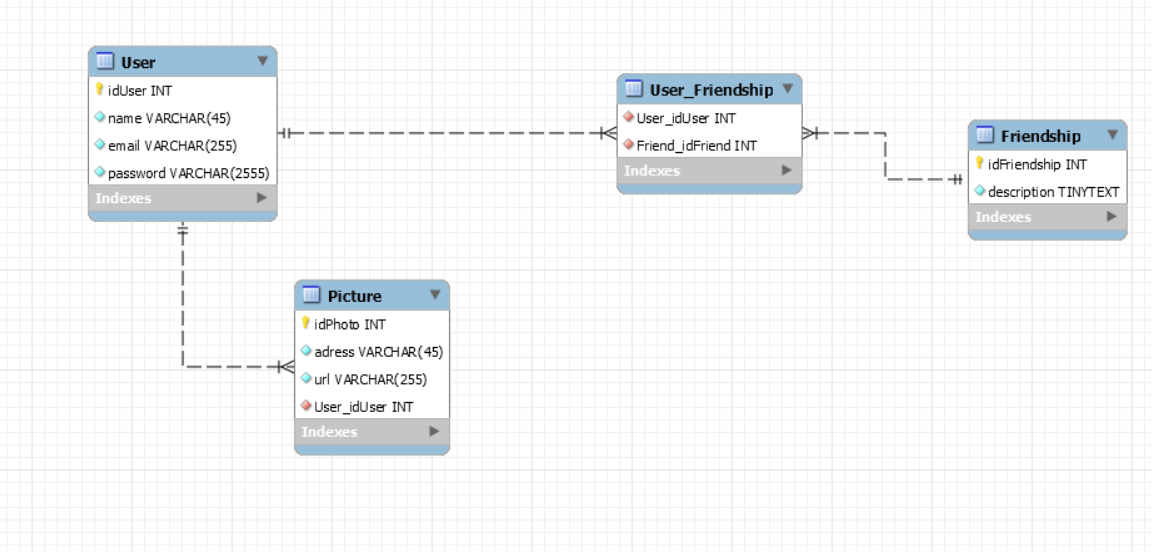 User
idUser INT
name VARCHAR(45)
email VARCHAR(255)
password VARCHAR(2555)
Indexes
User_Friendship
User_idUser INT
Friend_idFriend INT
Indexes
Friendship
idFriendship INT
description TINYTEXT
Indexes
Picture
idPhoto INT
adress VARCHAR(45)
url VARCHAR(255)
User_idUser INT
Indexes